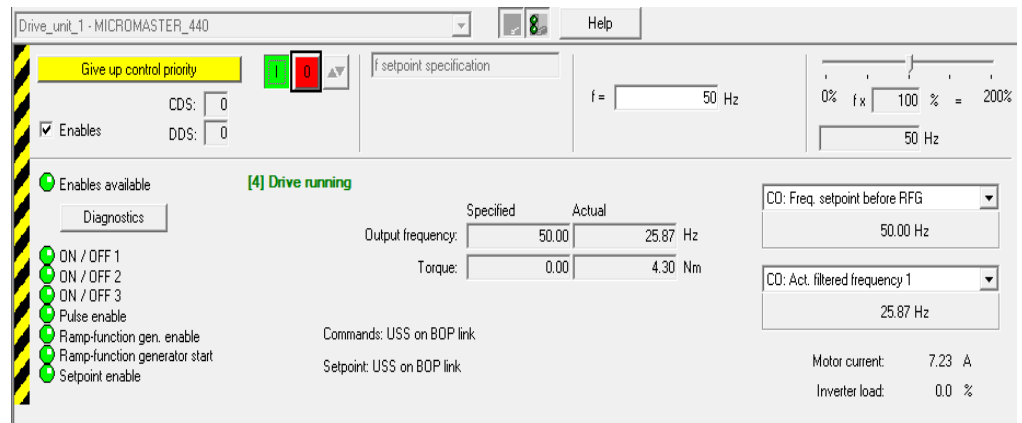 Drive_unit_1 - MICROMASTER_440
Help
Give up control priority
I 0
f setpoint specification
f = 50 Hz
0% f x 100 % = 200%
50 Hz
CDS: 0
Enables
DDS: 0
Enables available
[4] Drive running
Diagnostics
Specified Actual
Output frequency: 50.00 25.87 Hz
Torque: 0.00 4.30 Nm
CO: Freq. setpoint before RFG
50.00 Hz
CO: Act. filtered frequency 1
25.87 Hz
ON / OFF 1
ON / OFF 2
ON / OFF 3
Pulse enable
Ramp-function gen. enable
Ramp-function generator start
Setpoint enable
Commands: USS on BOP link
Setpoint: USS on BOP link
Motor current: 7.23 A
Inverter load: 0.0 %